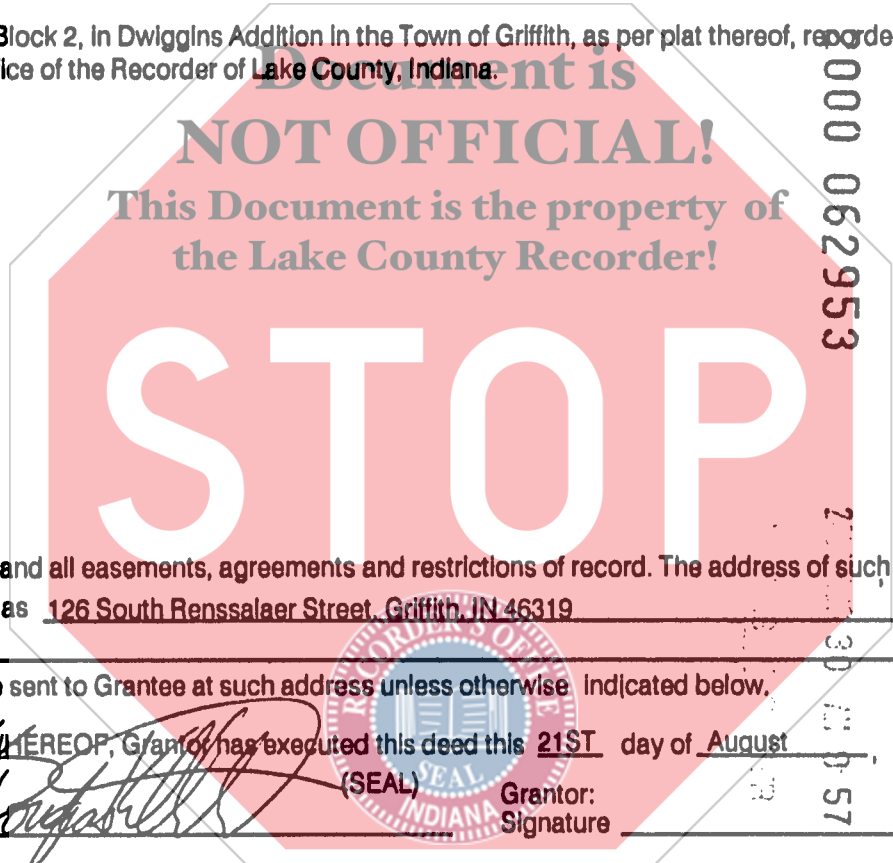 Block 2, in Dwiggins Addition in the Town of Griffith, as per plat thereof, recorde
ice of the Recorder of Lake County, Indiana.
Document is
NOT OFFICIAL!
This Document is the property of
the Lake County Recorder!
2000 062953
STOP
and all easements, agreements and restrictions of record. The address of such
as 126 South Renssalaer Street, Griffith, IN 46319
sent to Grantee at such address unless otherwise indicated below.
HEREOF, Grantor has executed this deed this 21ST day of August
(SEAL)
Grantor:
Signature
RECORDER'S OFFICE
SEAL
INDIANA
57